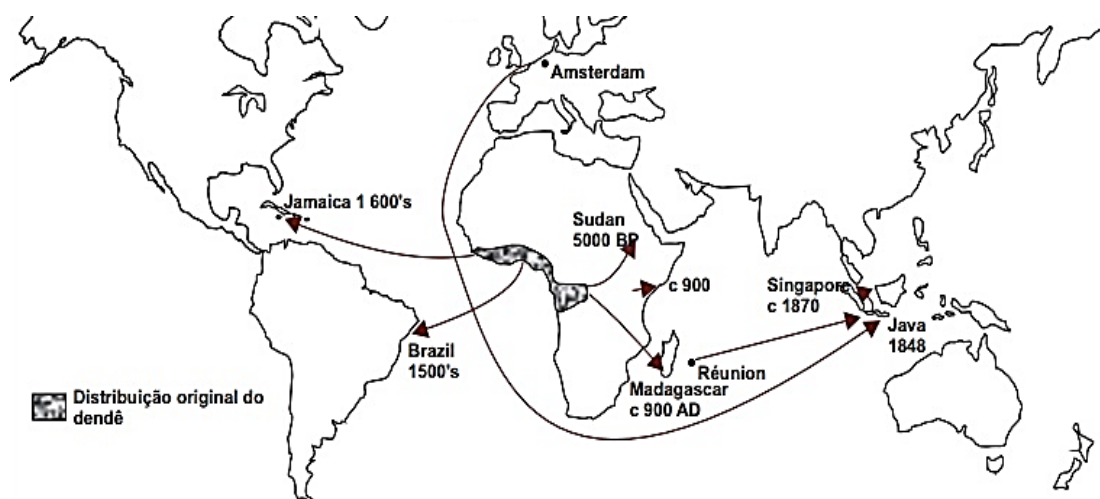 Amsterdam
Jamaica 1 600's
Sudan
5000 BP
c 900
Singapore
c 1870
Java
1848
Brazil
1500's
Réunion
Madagascar
c 900 AD
Distribuição original do
dendê